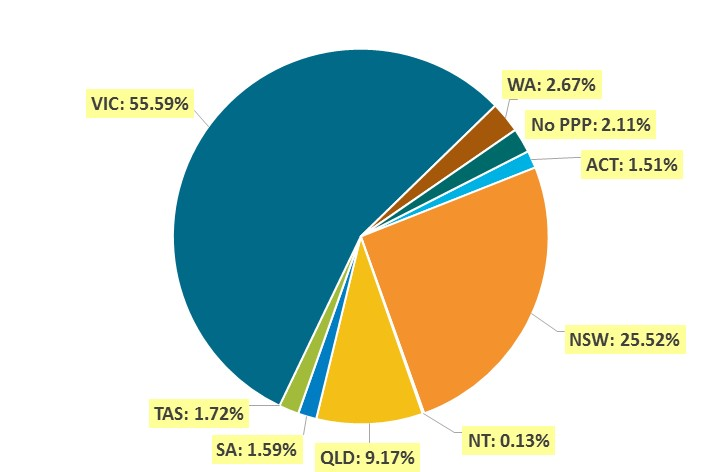 WA: 2.67%
VIC: 55.59%
No PPP: 2.11%
ACT: 1.51%
NSW: 25.52%
TAS: 1.72%
NT: 0.13%
SA: 1.59%
QLD: 9.17%